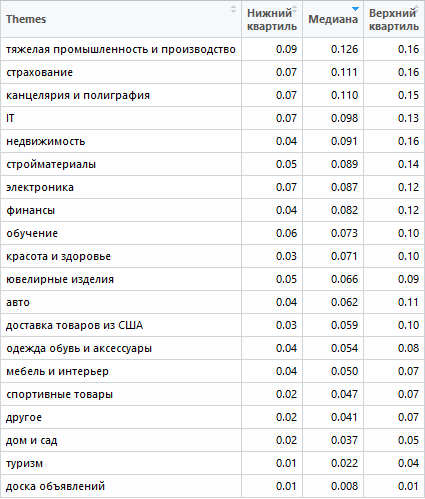 Themes Нижний квартиль Медиана Верхний квартиль
тяжелая промышленность и производство 0.09 0.126 0.16
страхование 0.07 0.111 0.16
канцелярия и полиграфия 0.07 0.110 0.15
IT 0.07 0.098 0.13
недвижимость 0.04 0.091 0.16
стройматериалы 0.05 0.089 0.14
электроника 0.07 0.087 0.12
финансы 0.04 0.082 0.12
обучение 0.06 0.073 0.10
красота и здоровье 0.03 0.071 0.10
ювелирные изделия 0.05 0.066 0.09
авто 0.04 0.062 0.11
доставка товаров из США 0.03 0.059 0.10
одежда обувь и аксессуары 0.04 0.054 0.08
мебель и интерьер 0.04 0.050 0.07
спортивные товары 0.02 0.047 0.07
другое 0.02 0.041 0.07
дом и сад 0.02 0.037 0.05
туризм 0.01 0.022 0.04
доска объявлений 0.01 0.008 0.01